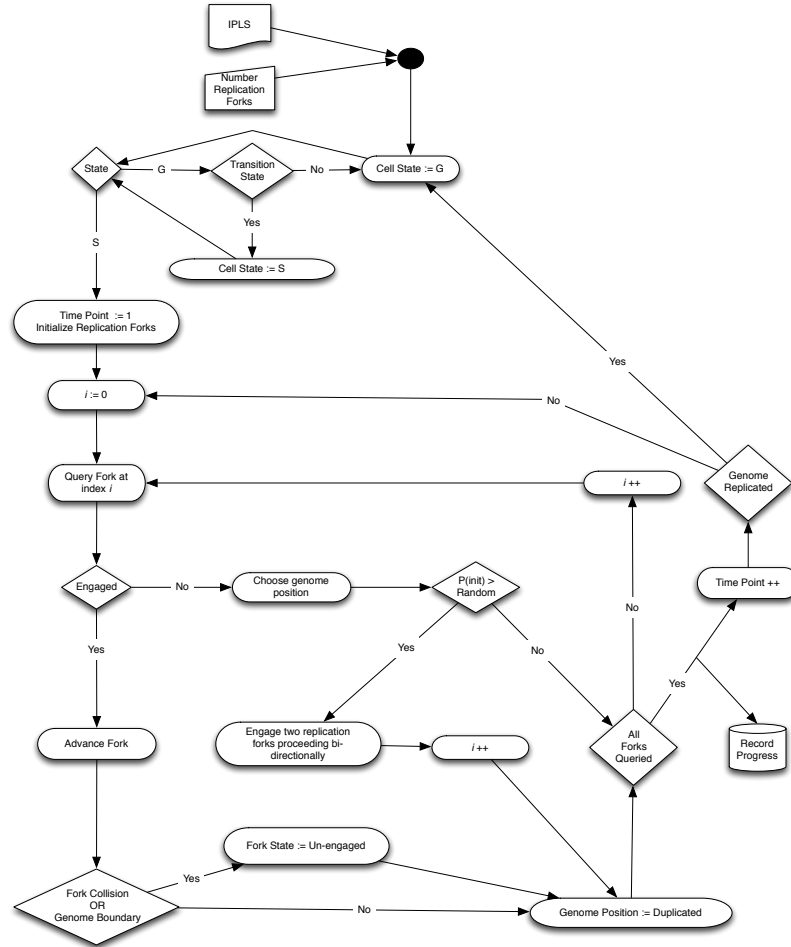 IPLS
Number
Replication
Forks
State
G
Transition
State
No
Cell State := G
Yes
S
Cell State := S
Time Point := 1
Initialize Replication Forks
Yes
i := 0
No
Query Fork at
index i
i ++
Genome
Replicated
Engaged
No
Choose genome
position
P(init) >
Random
Time Point ++
No
Yes
Yes
No
Yes
Advance Fork
Engage two replication
forks proceeding bi-
directionally
i ++
All
Forks
Queried
Record
Progress
Fork State := Un-engaged
Yes
Fork Collision
OR
Genome Boundary
No
Genome Position := Duplicated